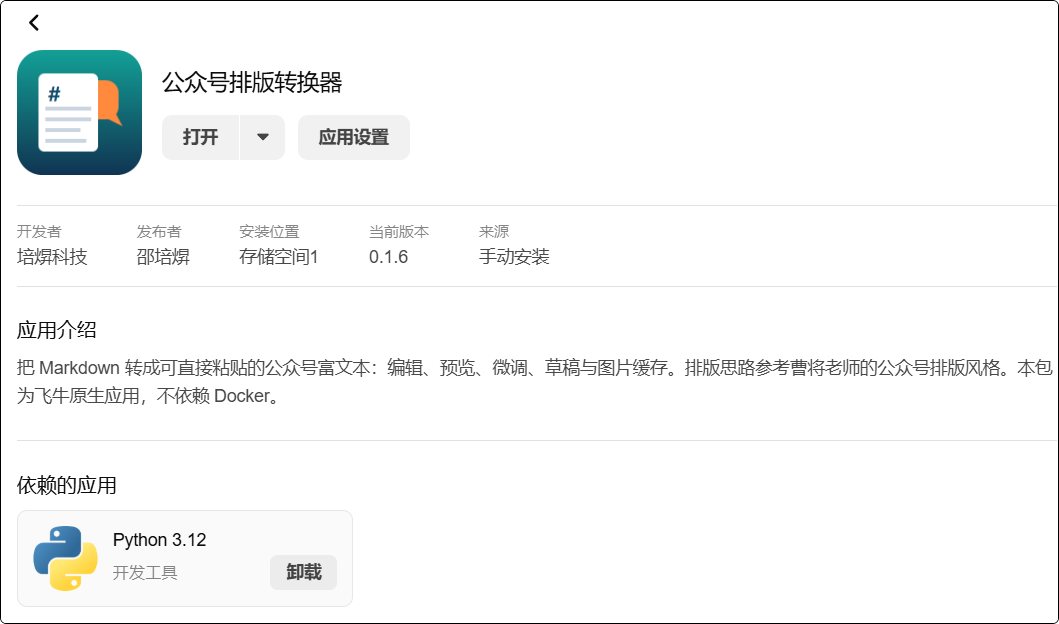 #
公众号排版转换器
打开
应用设置
开发者 发布者 安装位置 当前版本 来源
培焺科技 邵培焺 存储空间1 0.1.6 手动安装
应用介绍
把 Markdown 转成可直接粘贴的公众号富文本：编辑、预览、微调、草稿与图片缓存。排版思路参考曹将老师的公众号排版风格。本包
为飞牛原生应用，不依赖 Docker。
依赖的应用
Python 3.12
开发工具
卸载